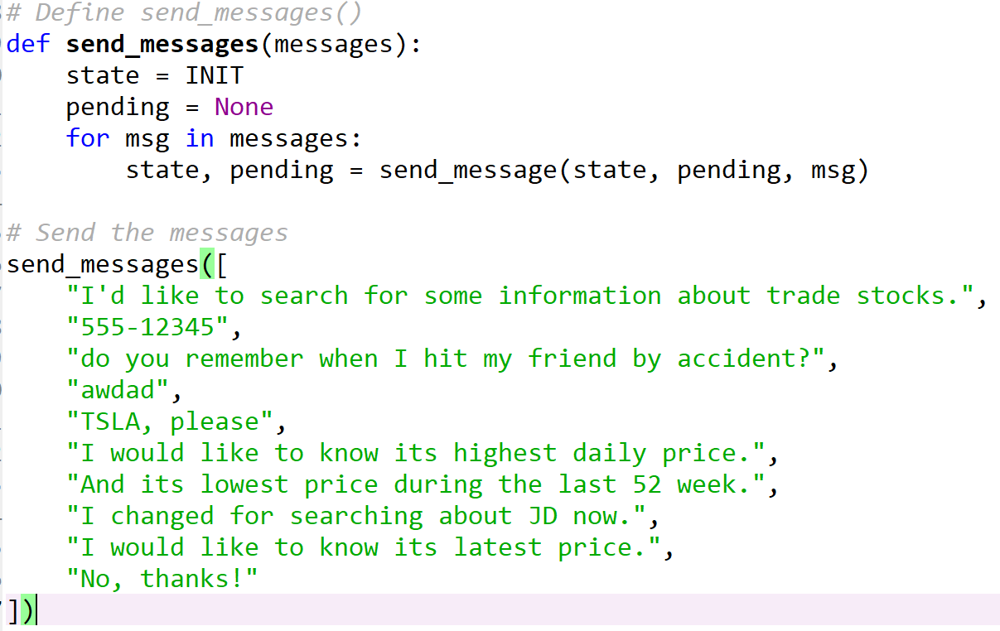 # Define send_messages()
def send_messages(messages):
    state = INIT
    pending = None
    for msg in messages:
        state, pending = send_message(state, pending, msg)
# Send the messages
send_messages([
    "I'd like to search for some information about trade stocks.",
    "555-12345",
    "do you remember when I hit my friend by accident?",
    "awdad",
    "TSLA, please",
    "I would like to know its highest daily price.",
    "And its lowest price during the last 52 week.",
    "I changed for searching about JD now.",
    "I would like to know its latest price.",
    "No, thanks!"
])